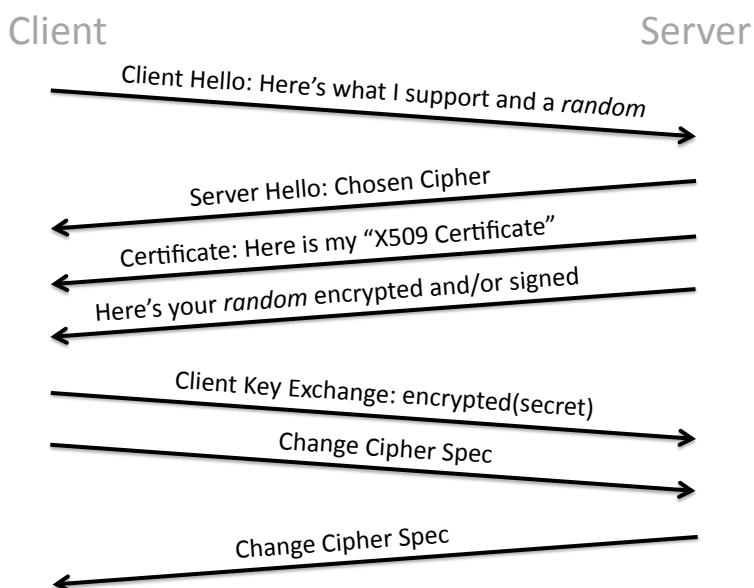 Client
Server
Client Hello: Here’s what I support and a random
Server Hello: Chosen Cipher
Certificate: Here is my “X509 Certificate”
Here’s your random encrypted and/or signed
Client Key Exchange: encrypted(secret)
Change Cipher Spec
Change Cipher Spec